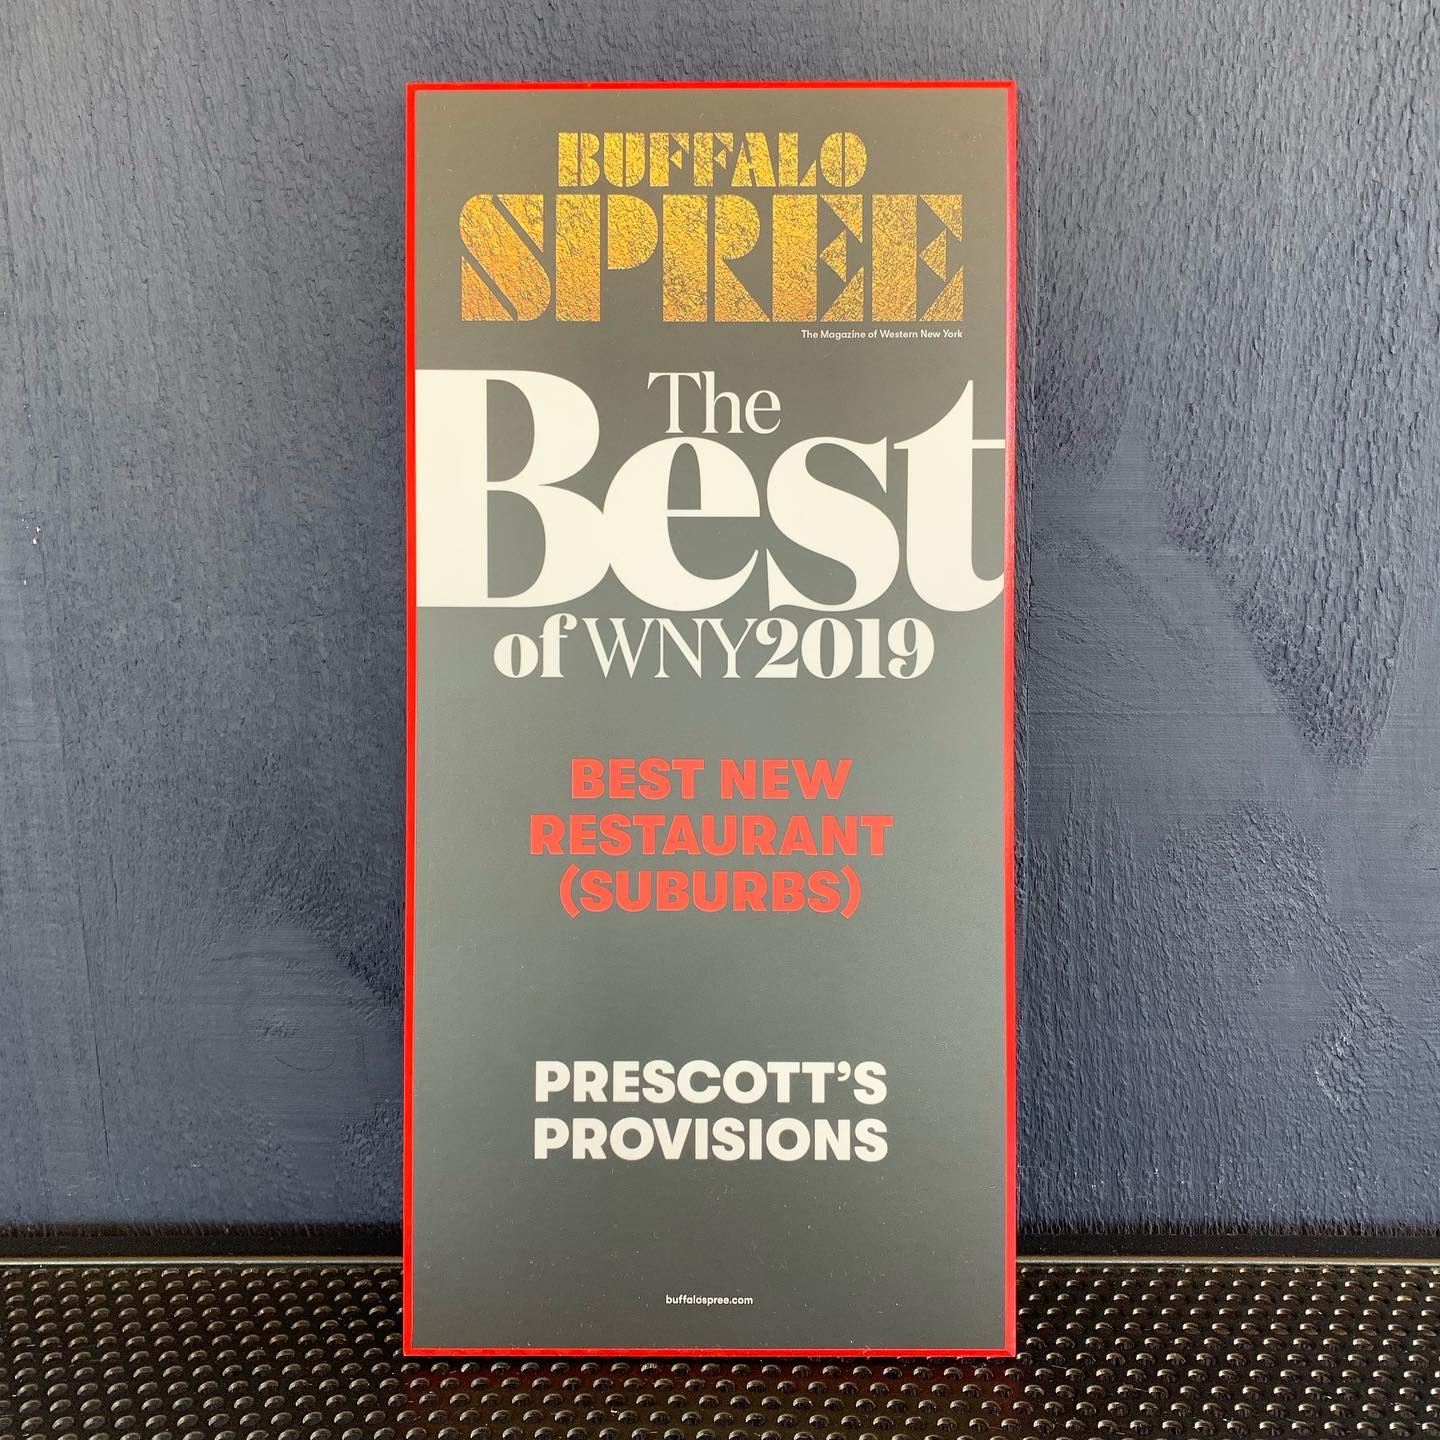 BUFFALO
SPREE
The Magazine of Western New York
The
Best
of WNY2019
BEST NEW
RESTAURANT
(SUBURBS)
PRESCOTT’S
PROVISIONS
buffalospree.com